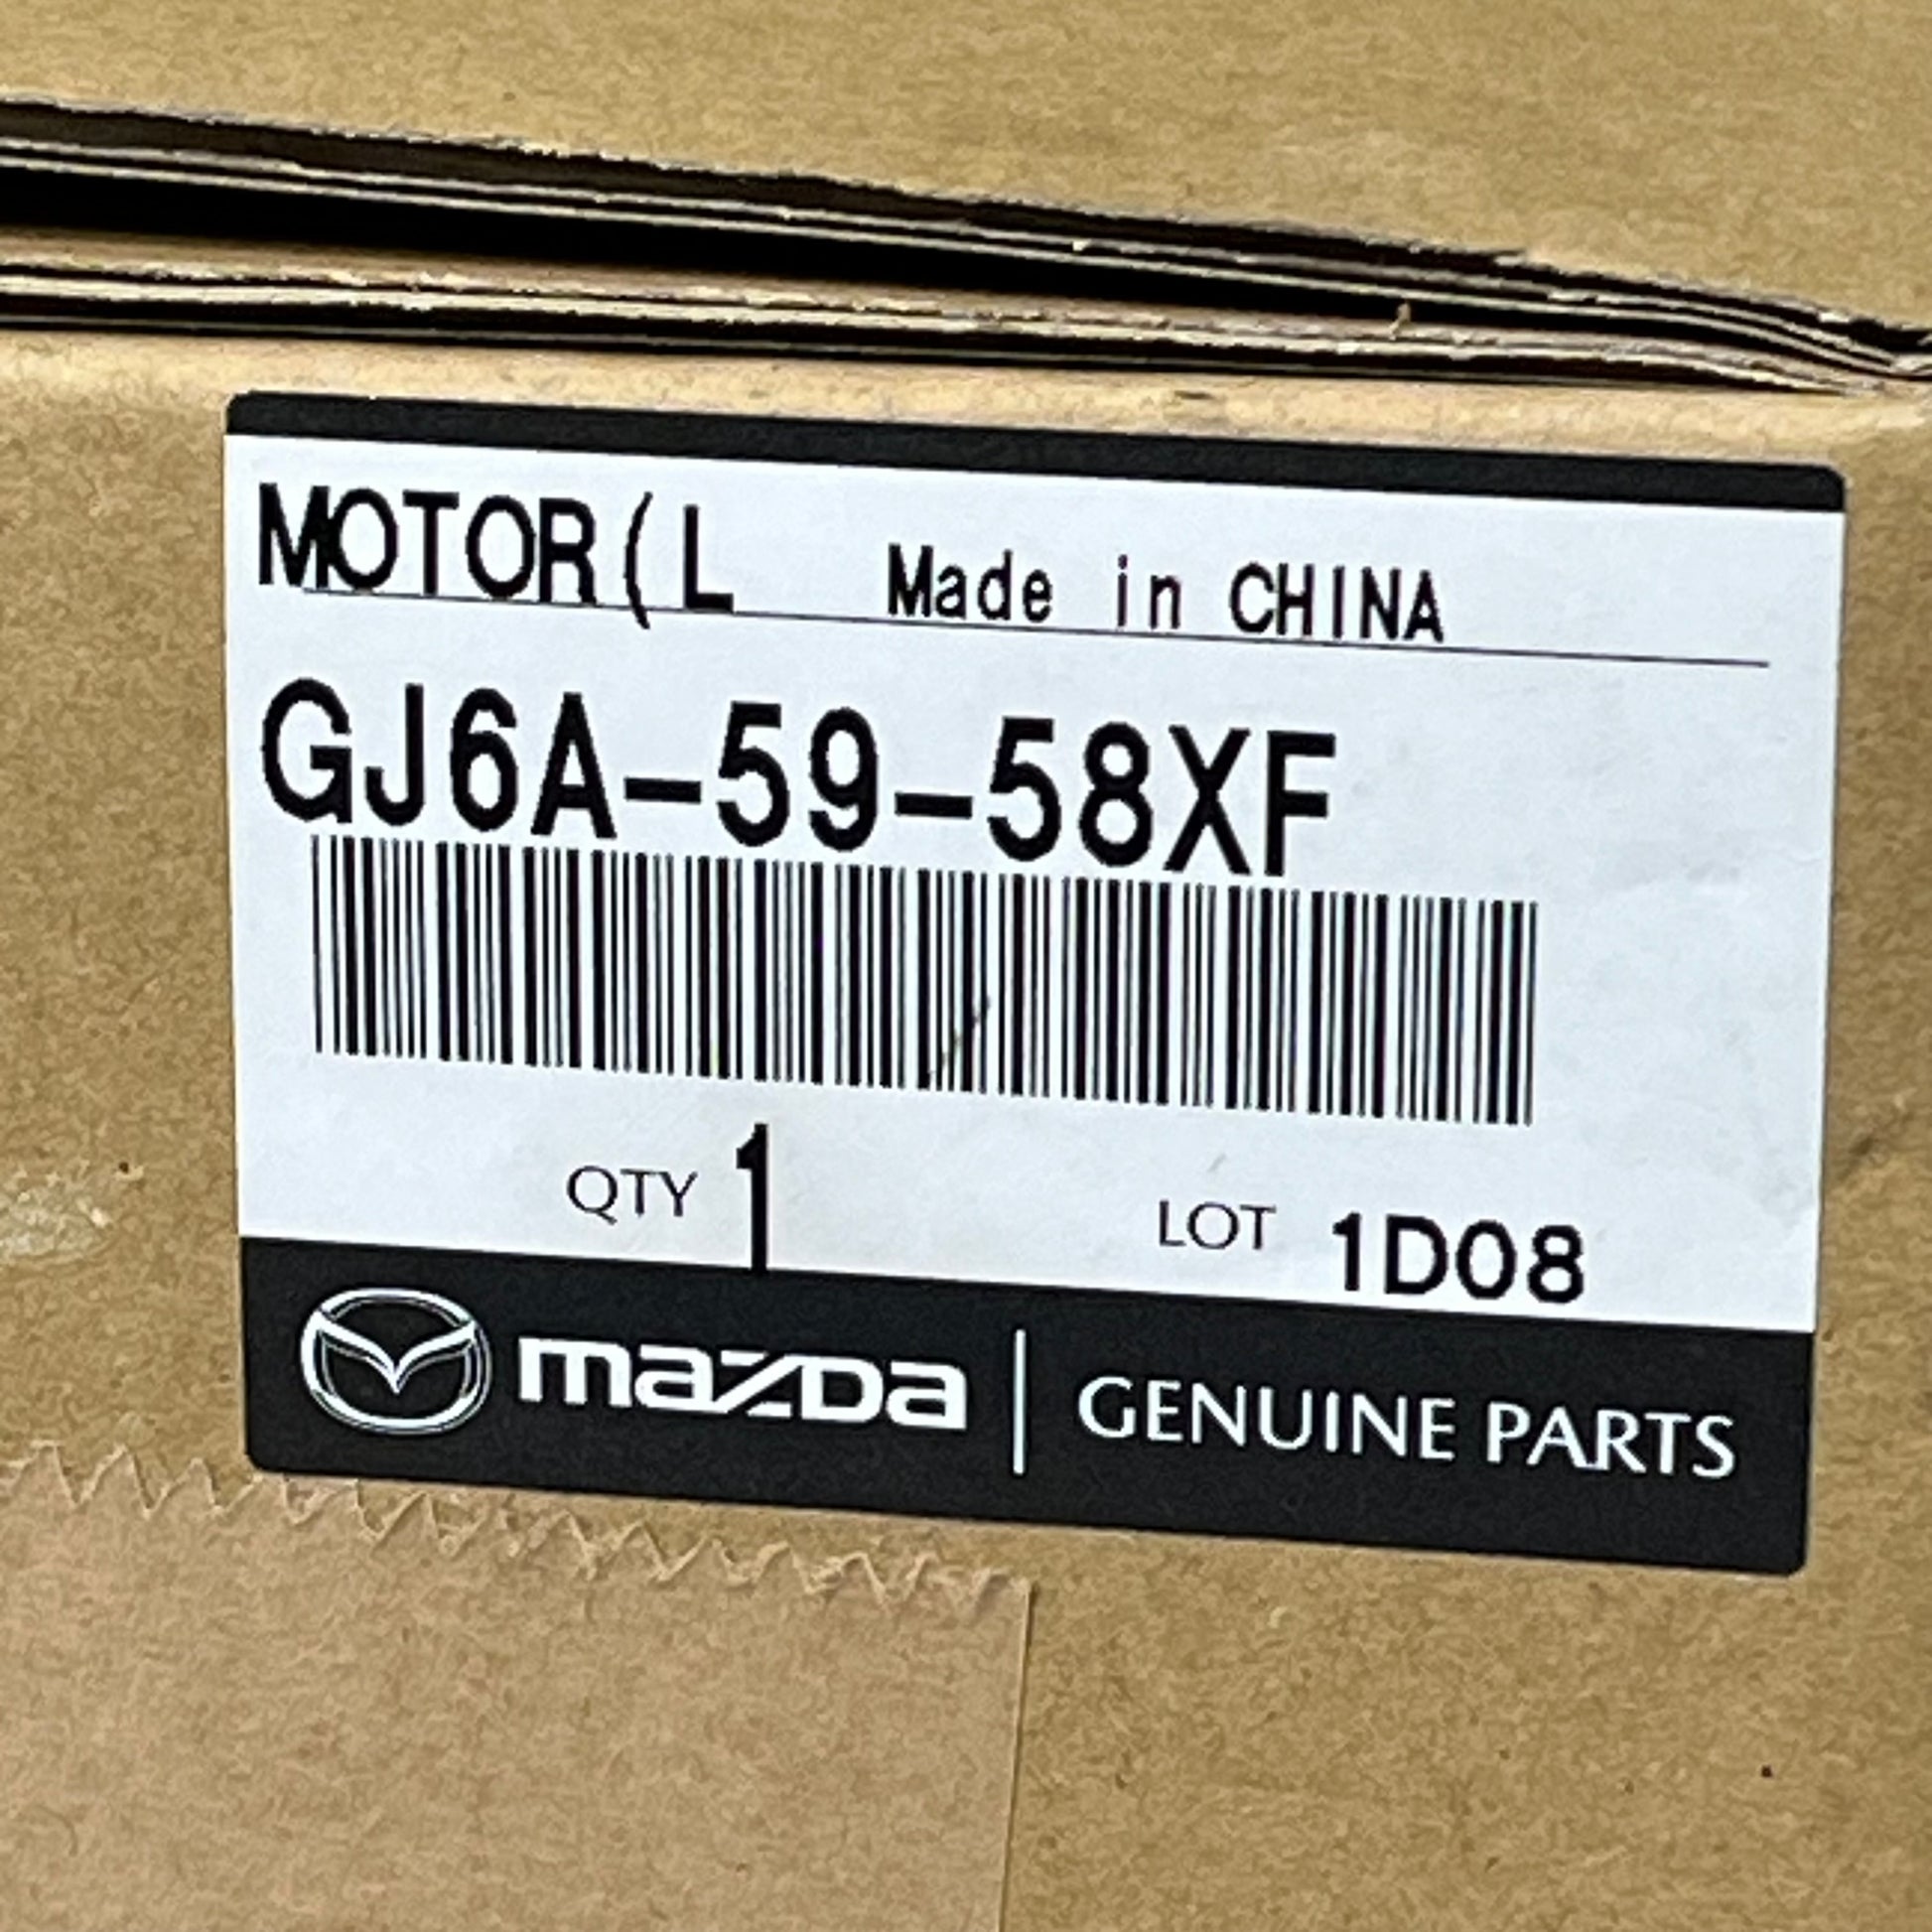 MOTOR(L Made in CHINA
GJ6A-59-58XF
QTY 1 LOT 1D08
mazda | GENUINE PARTS